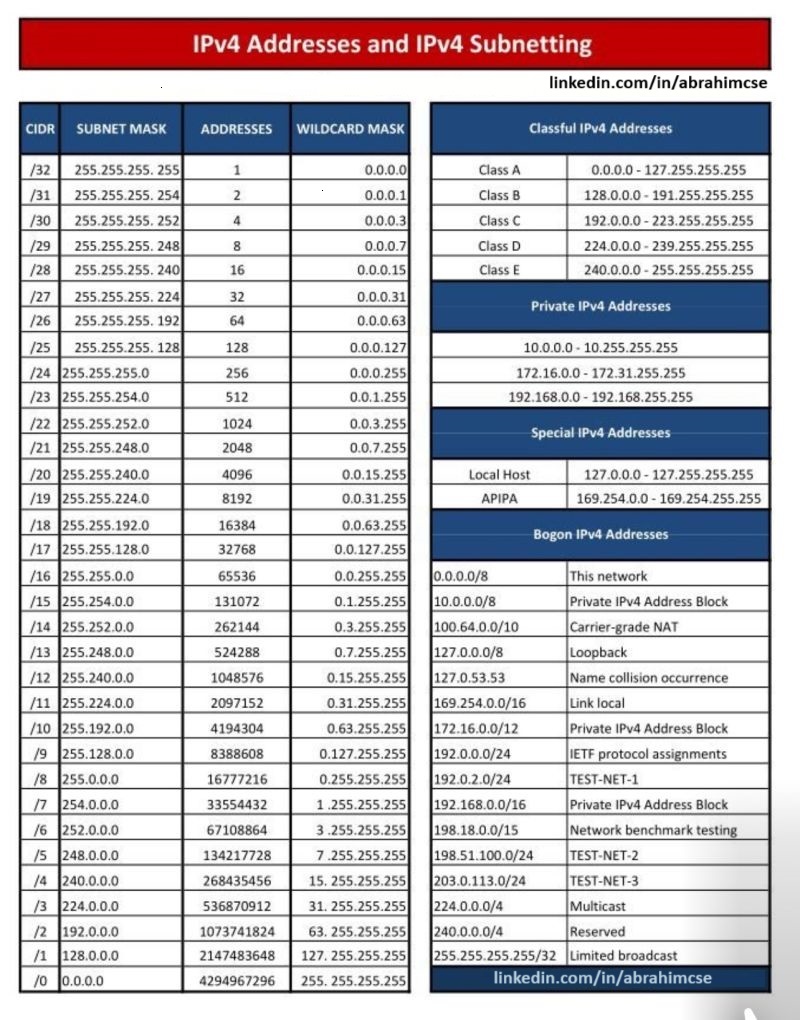 IPv4 Addresses and IPv4 Subnetting
linkedin.com/in/abrahimcse
CIDR SUBNET MASK ADDRESSES WILDCARD MASK
/32 255.255.255. 255 1 0.0.0.0
/31 255.255.255. 254 2 0.0.0.1
/30 255.255.255. 252 4 0.0.0.3
/29 255.255.255. 248 8 0.0.0.7
/28 255.255.255. 240 16 0.0.0.15
/27 255.255.255. 224 32 0.0.0.31
/26 255.255.255. 192 64 0.0.0.63
/25 255.255.255. 128 128 0.0.0.127
/24 255.255.255.0 256 0.0.0.255
/23 255.255.254.0 512 0.0.1.255
/22 255.255.252.0 1024 0.0.3.255
/21 255.255.248.0 2048 0.0.7.255
/20 255.255.240.0 4096 0.0.15.255
/19 255.255.224.0 8192 0.0.31.255
/18 255.255.192.0 16384 0.0.63.255
/17 255.255.128.0 32768 0.0.127.255
/16 255.255.0.0 65536 0.0.255.255
/15 255.254.0.0 131072 0.1.255.255
/14 255.252.0.0 262144 0.3.255.255
/13 255.248.0.0 524288 0.7.255.255
/12 255.240.0.0 1048576 0.15.255.255
/11 255.224.0.0 2097152 0.31.255.255
/10 255.192.0.0 4194304 0.63.255.255
/9 255.128.0.0 8388608 0.127.255.255
/8 255.0.0.0 16777216 0.255.255.255
/7 254.0.0.0 33554432 1 .255.255.255
/6 252.0.0.0 67108864 3 .255.255.255
/5 248.0.0.0 134217728 7 .255.255.255
/4 240.0.0.0 268435456 15. 255.255.255
/3 224.0.0.0 536870912 31. 255.255.255
/2 192.0.0.0 1073741824 63. 255.255.255
/1 128.0.0.0 2147483648 127. 255.255.255
/0 0.0.0.0 4294967296 255. 255.255.255
Classful IPv4 Addresses
Class A 0.0.0.0 - 127.255.255.255
Class B 128.0.0.0 - 191.255.255.255
Class C 192.0.0.0 - 223.255.255.255
Class D 224.0.0.0 - 239.255.255.255
Class E 240.0.0.0 - 255.255.255.255
Private IPv4 Addresses
10.0.0.0 - 10.255.255.255
172.16.0.0 - 172.31.255.255
192.168.0.0 - 192.168.255.255
Special IPv4 Addresses
Local Host 127.0.0.0 - 127.255.255.255
APIPA 169.254.0.0 - 169.254.255.255
Bogon IPv4 Addresses
0.0.0.0/8 This network
10.0.0.0/8 Private IPv4 Address Block
100.64.0.0/10 Carrier-grade NAT
127.0.0.0/8 Loopback
127.0.53.53 Name collision occurrence
169.254.0.0/16 Link local
172.16.0.0/12 Private IPv4 Address Block
192.0.0.0/24 IETF protocol assignments
192.0.2.0/24 TEST-NET-1
192.168.0.0/16 Private IPv4 Address Block
198.18.0.0/15 Network benchmark testing
198.51.100.0/24 TEST-NET-2
203.0.113.0/24 TEST-NET-3
224.0.0.0/4 Multicast
240.0.0.0/4 Reserved
255.255.255.255/32 Limited broadcast
linkedin.com/in/abrahimcse